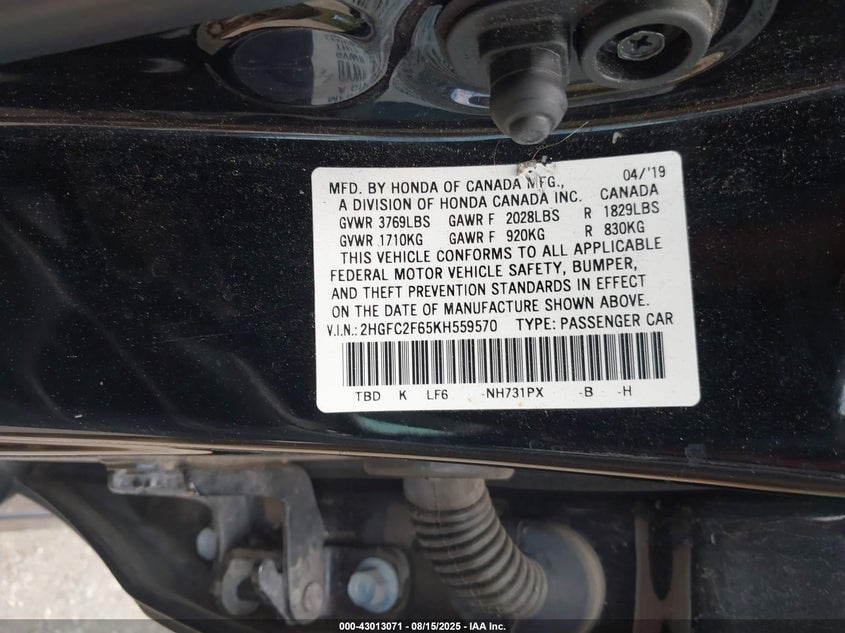 MFD. BY HONDA OF CANADA MFG., 04/'19
A DIVISION OF HONDA CANADA INC. CANADA
GVWR 3769LBS GAWR F 2028LBS R 1829LBS
GVWR 1710KG GAWR F 920KG R 830KG
THIS VEHICLE CONFORMS TO ALL APPLICABLE
FEDERAL MOTOR VEHICLE SAFETY, BUMPER,
AND THEFT PREVENTION STANDARDS IN EFFECT
ON THE DATE OF MANUFACTURE SHOWN ABOVE.
V.I.N.: 2HGFC2F65KH559570 TYPE: PASSENGER CAR
TBD K LF6 -NH731PX -B -H
000-43013071 - 08/15/2025 - IAA Inc.